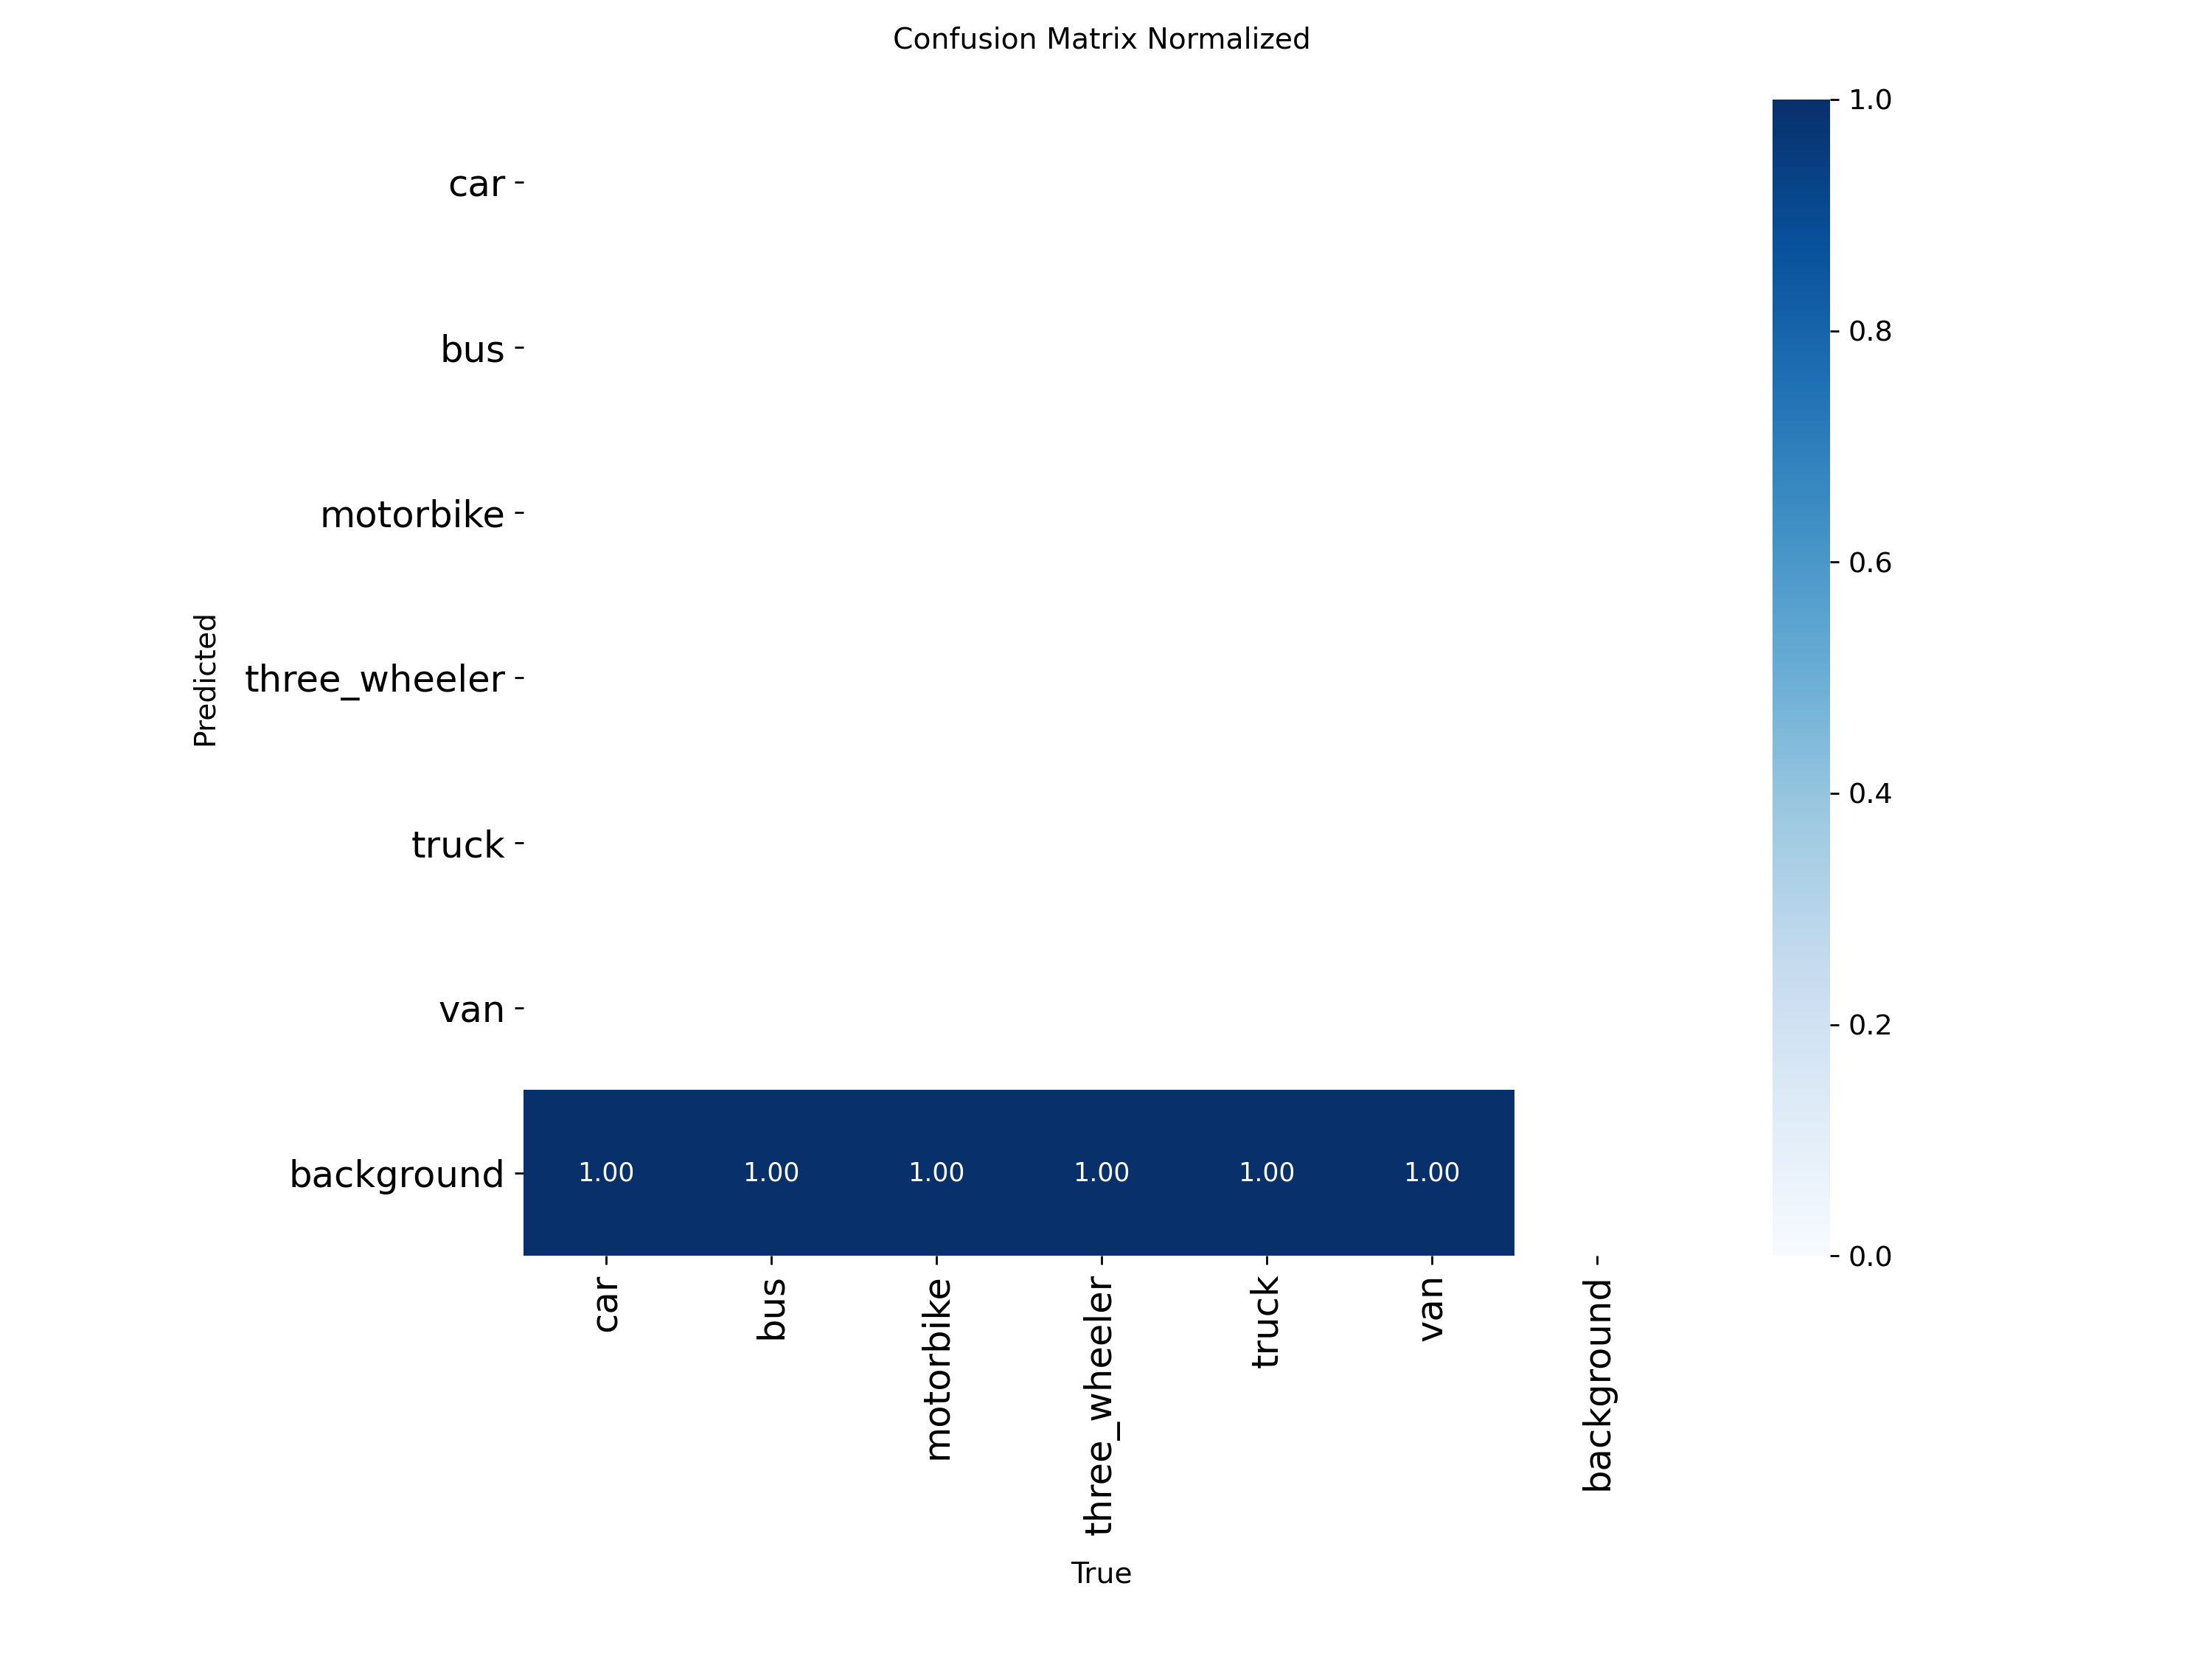 Confusion Matrix Normalized
Predicted
car
bus
motorbike
three_wheeler
truck
van
background
1.00 1.00 1.00 1.00 1.00 1.00
car bus motorbike three_wheeler truck van background
True
1.0
0.8
0.6
0.4
0.2
0.0